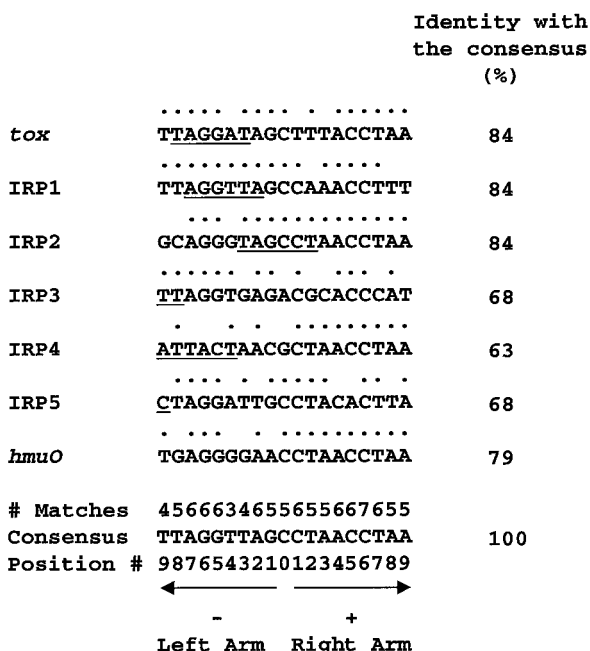 Identity with
the consensus
(%)
tox TTAGGATAGCTTTACCTAA 84
IRP1 TTAGGTTAGCCAAACCTTT 84
IRP2 GCAGGGTAGCCTAACCTAA 84
IRP3 TTAGGTGAGACGCACCCAT 68
IRP4 ATTACTAACGCTAACCTAA 63
IRP5 CTAGGATTGCCTACACTTA 68
hmuO TGAGGGGAACCTAACCTAA 79
# Matches 4566634655655667655
Consensus TTAGGTTAGCCTAACCTAA 100
Position # 9876543210123456789
- +
Left Arm Right Arm